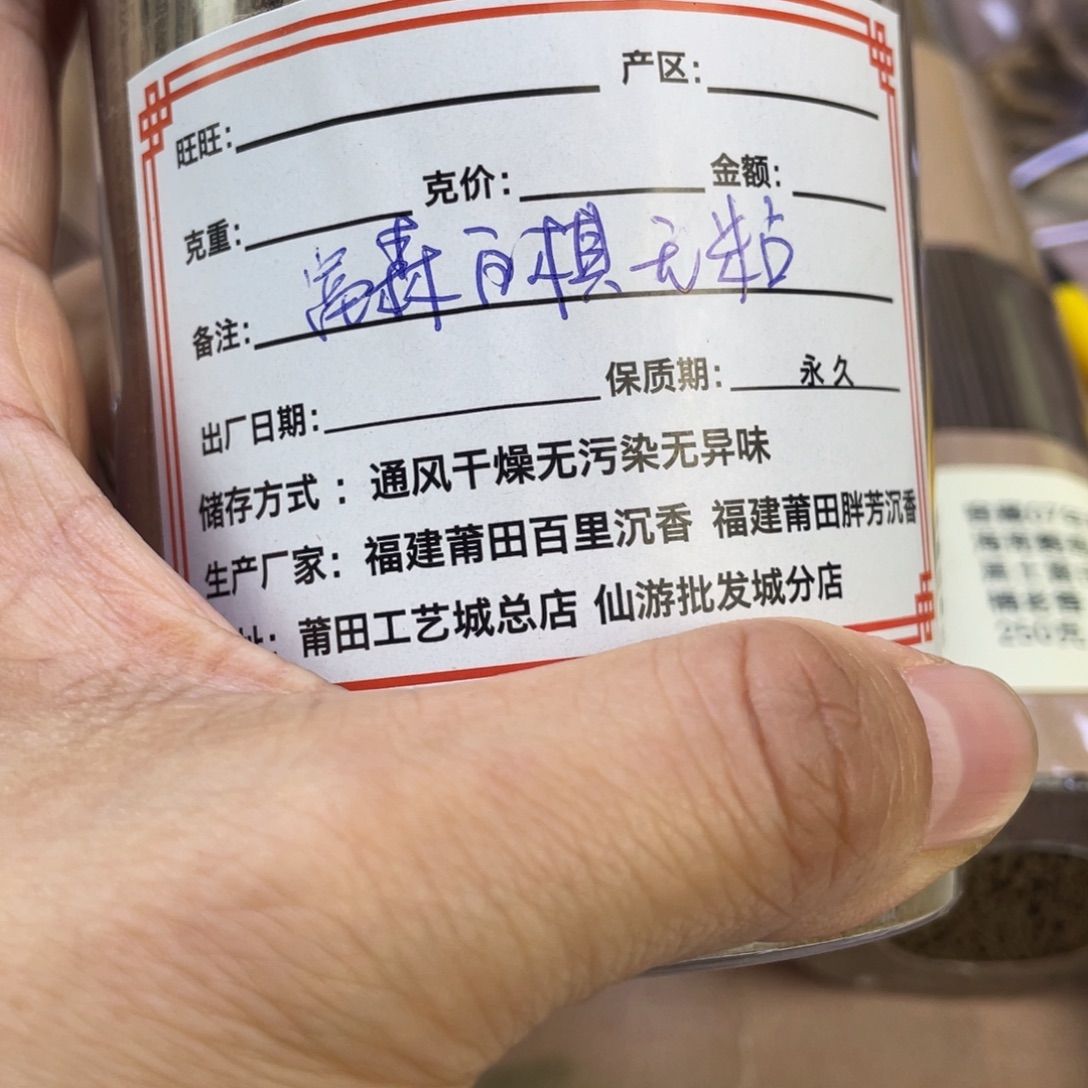 旺旺： 产区：
克重： 克价： 金额：
备注：富森 百棋 无粘
出厂日期： 保质期：永久
储存方式：通风干燥无污染无异味
生产厂家：福建莆田百里沉香 福建莆田胖芳沉香
址：莆田工艺城总店 仙游批发城分店